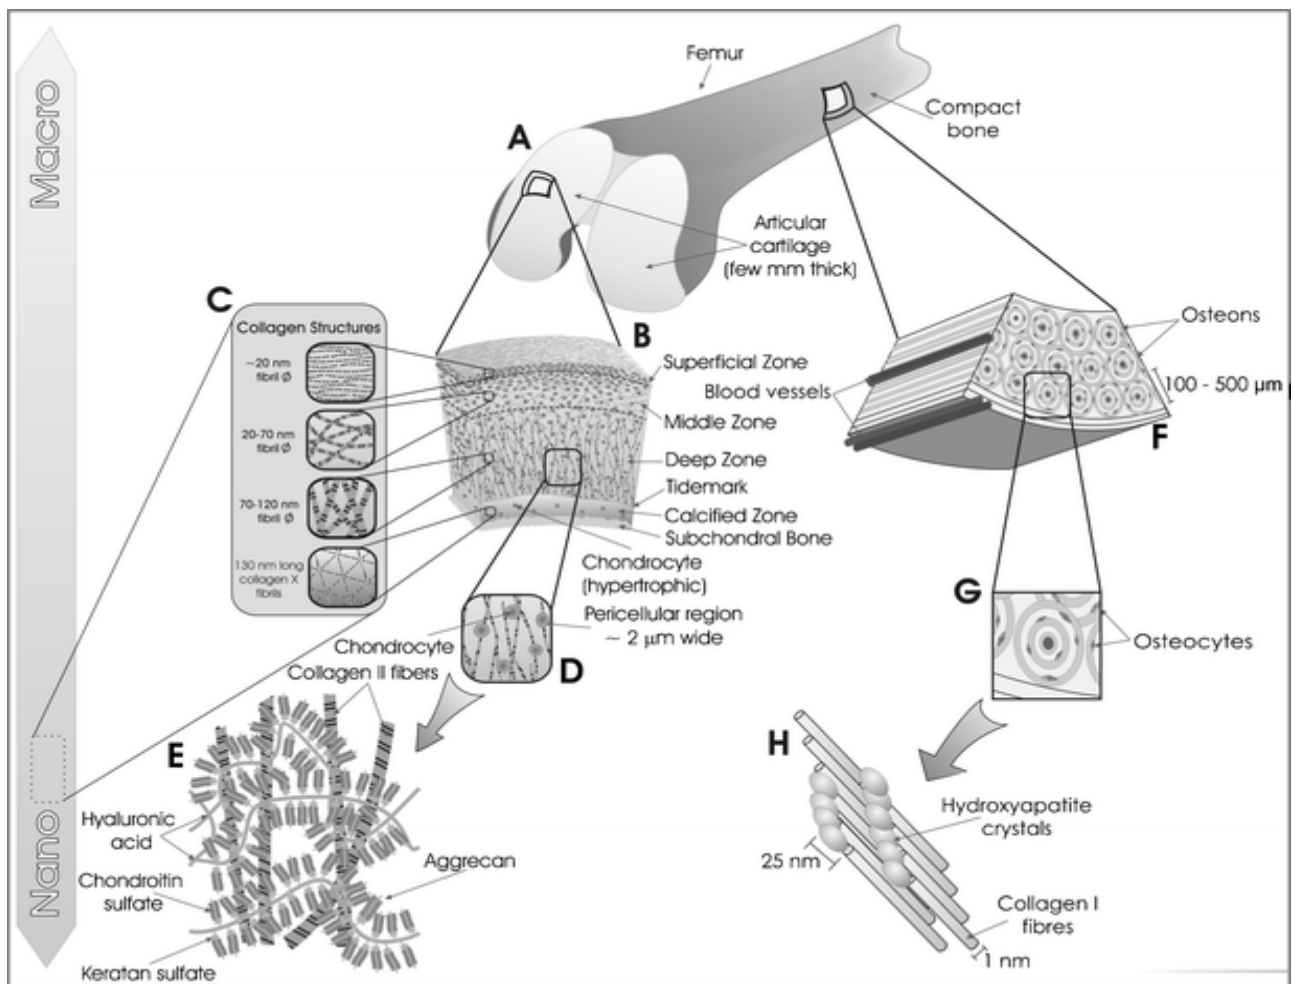 Macro
Nano
A
Femur
Compact
bone
Articular
cartilage
(few mm thick)
C
Collagen Structures
~20 nm
fibril Ø
20-70 nm
fibril Ø
70-120 nm
fibril Ø
130 nm long
collagen X
fibrils
B
Superficial Zone
Middle Zone
Deep Zone
Tidemark
Calcified Zone
Subchondral Bone
Chondrocyte
(hypertrophic)
Pericellular region
~ 2 µm wide
D
Chondrocyte
Collagen II fibers
E
Hyaluronic
acid
Chondroitin
sulfate
Keratan sulfate
Aggrecan
Blood vessels
Osteons
100 - 500 µm
F
G
Osteocytes
H
Hydroxyapatite
crystals
25 nm
Collagen I
fibres
1 nm